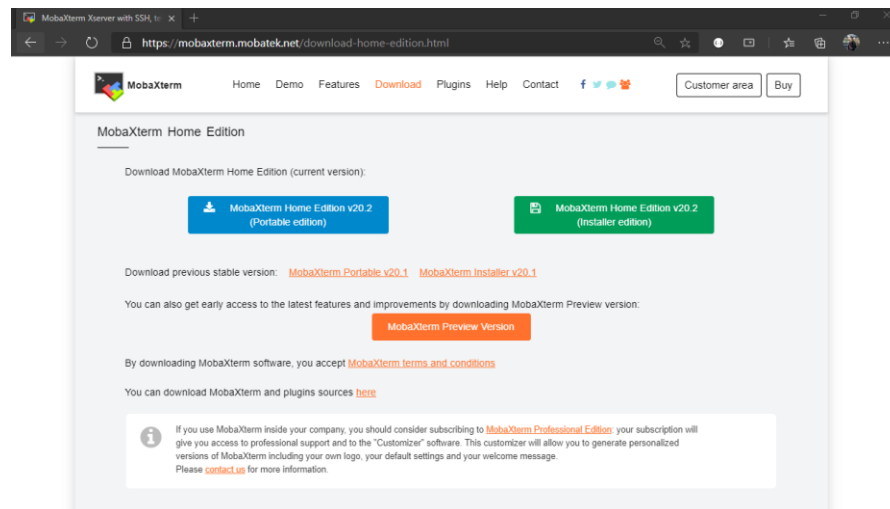 MobaXterm Xserver with SSH, te
https://mobaxterm.mobatek.net/download-home-edition.html
MobaXterm Home Demo Features Download Plugins Help Contact Customer area Buy
MobaXterm Home Edition
Download MobaXterm Home Edition (current version):
MobaXterm Home Edition v20.2
(Portable edition)
MobaXterm Home Edition v20.2
(Installer edition)
Download previous stable version: MobaXterm Portable v20.1 MobaXterm Installer v20.1
You can also get early access to the latest features and improvements by downloading MobaXterm Preview version:
MobaXterm Preview Version
By downloading MobaXterm software, you accept MobaXterm terms and conditions
You can download MobaXterm and plugins sources here
If you use MobaXterm inside your company, you should consider subscribing to MobaXterm Professional Edition: your subscription will
give you access to professional support and to the "Customizer" software. This customizer will allow you to generate personalized
versions of MobaXterm including your own logo, your default settings and your welcome message.
Please contact us for more information.